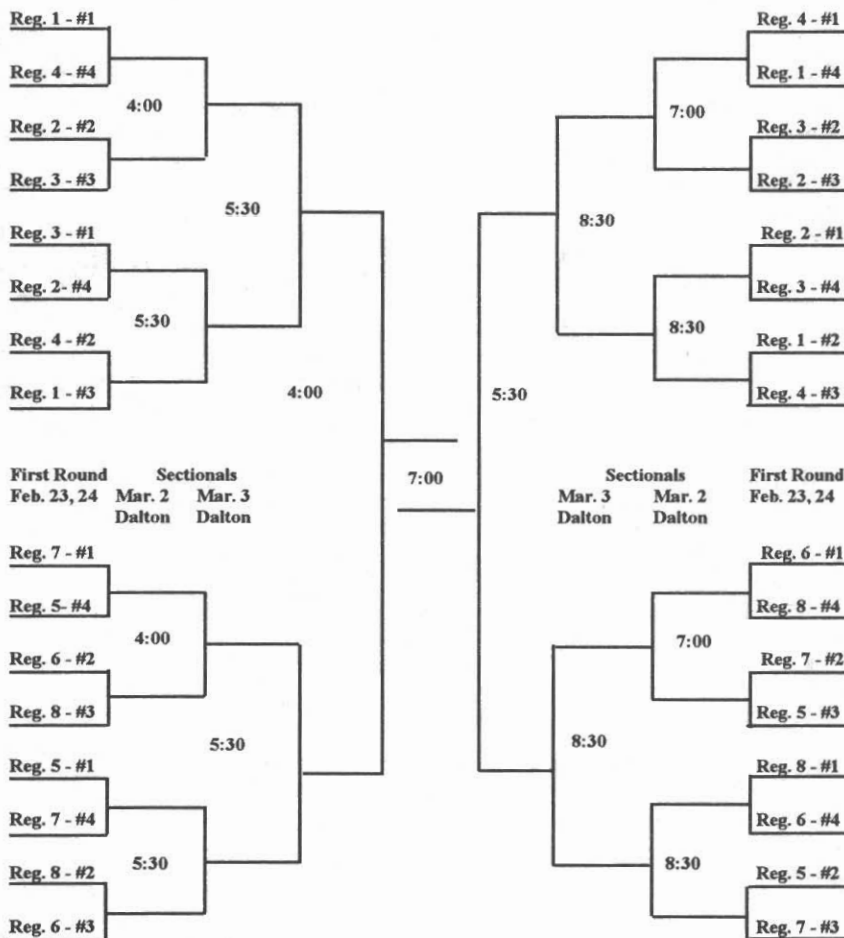 Reg. 1 - #1
Reg. 4 - #4
4:00
Reg. 2 - #2
Reg. 3 - #3
5:30
Reg. 3 - #1
Reg. 2- #4
5:30
Reg. 4 - #2
Reg. 1 - #3
4:00
Reg. 4 - #1
Reg. 1 - #4
7:00
Reg. 3 - #2
Reg. 2 - #3
8:30
Reg. 2 - #1
Reg. 3 - #4
8:30
Reg. 1 - #2
Reg. 4 - #3
5:30
First Round Sectionals
Feb. 23, 24 Mar. 2 Mar. 3
Dalton Dalton
7:00
Sectionals First Round
Mar. 3 Mar. 2 Feb. 23, 24
Dalton Dalton
Reg. 7 - #1
Reg. 5- #4
4:00
Reg. 6 - #2
Reg. 8 - #3
5:30
Reg. 5 - #1
Reg. 7 - #4
5:30
Reg. 8 - #2
Reg. 6 - #3
Reg. 6 - #1
Reg. 8 - #4
7:00
Reg. 7 - #2
Reg. 5 - #3
8:30
Reg. 8 - #1
Reg. 6 - #4
8:30
Reg. 5 - #2
Reg. 7 - #3